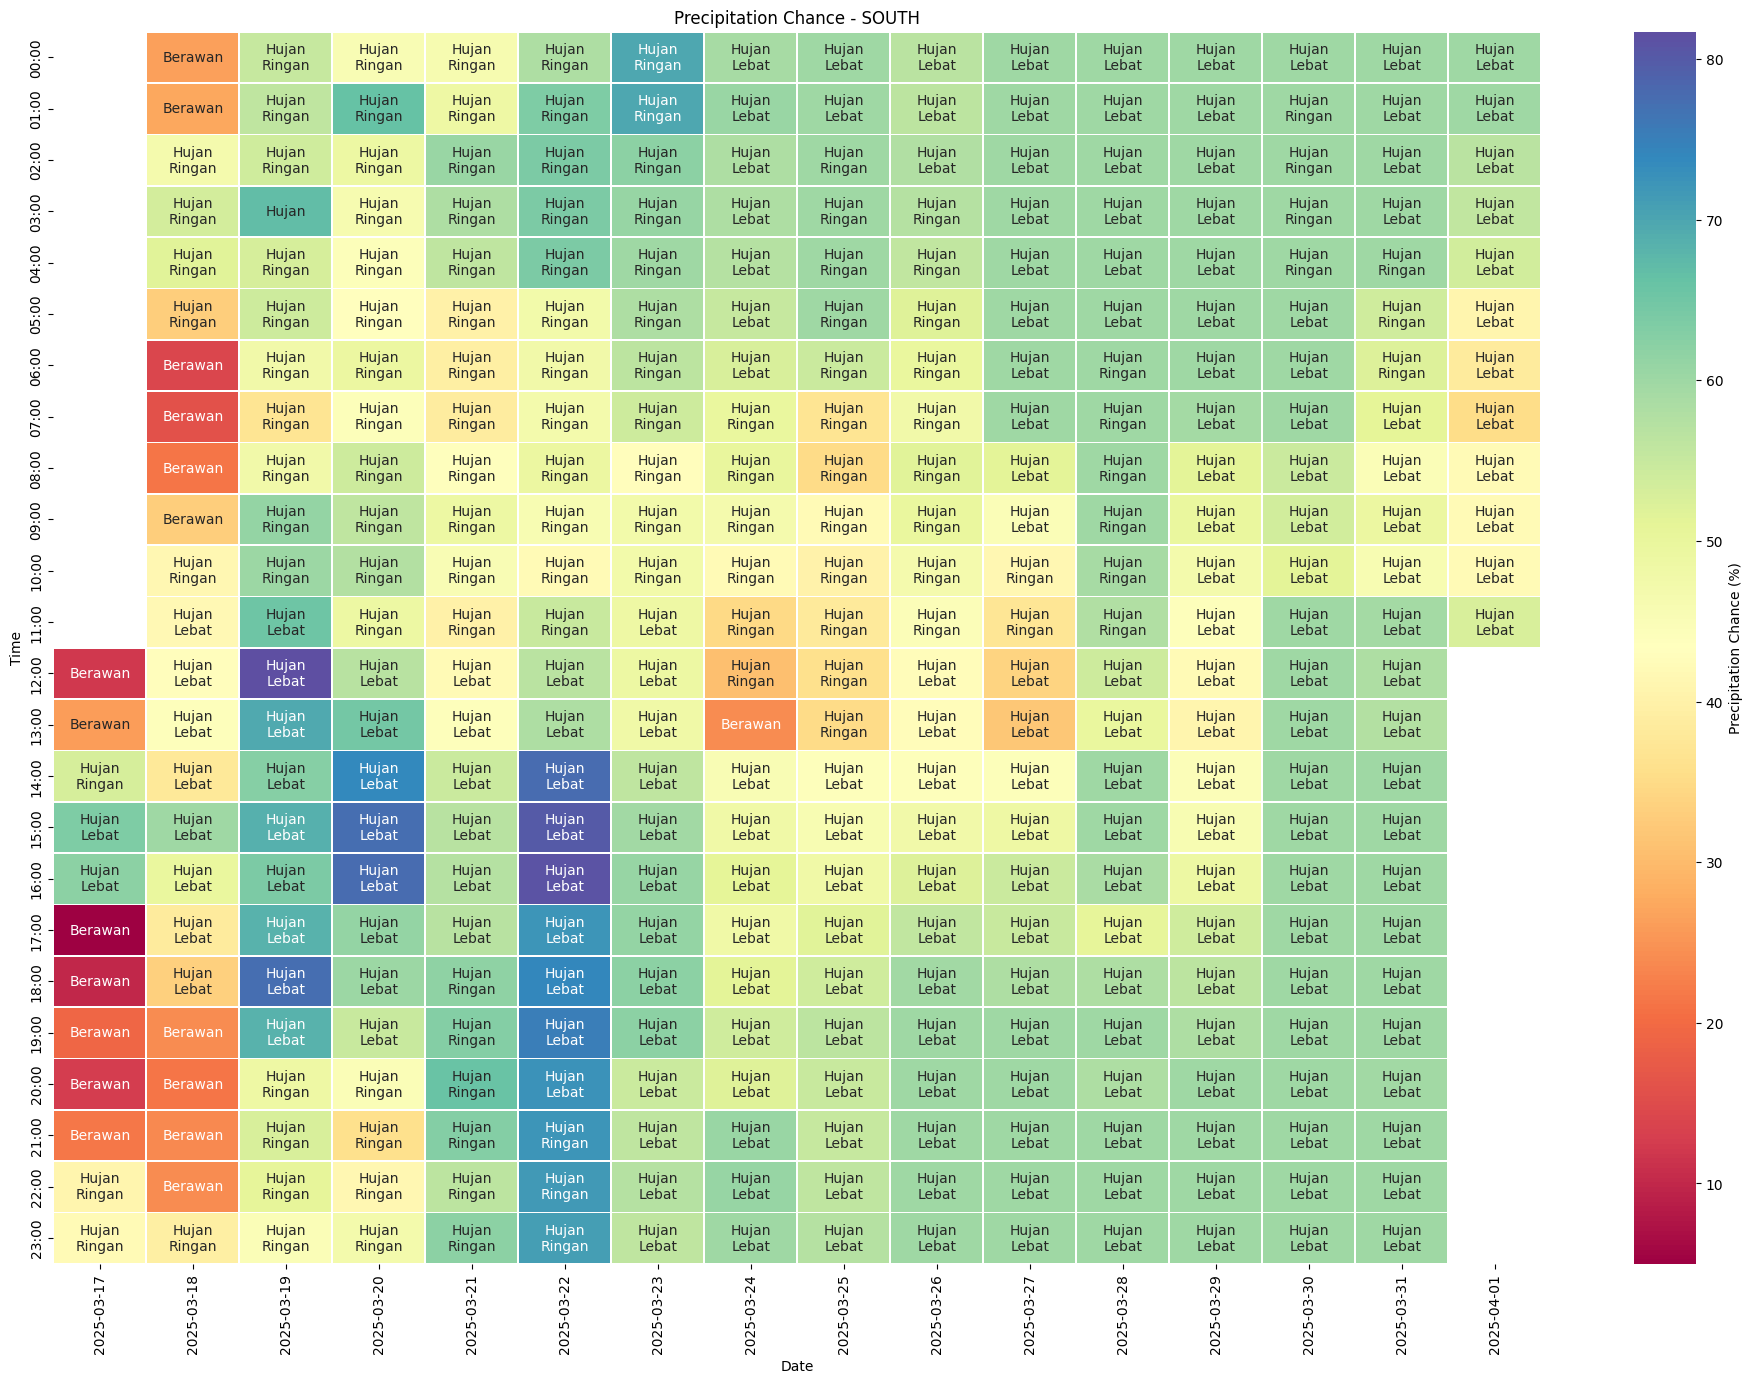 Precipitation Chance - SOUTH
00:00 Berawan Hujan Ringan Hujan Ringan Hujan Ringan Hujan Ringan Hujan Ringan Hujan Lebat Hujan Lebat Hujan Lebat Hujan Lebat Hujan Lebat Hujan Lebat Hujan Lebat Hujan Lebat Hujan Lebat
01:00 Berawan Hujan Ringan Hujan Ringan Hujan Ringan Hujan Ringan Hujan Ringan Hujan Lebat Hujan Lebat Hujan Lebat Hujan Lebat Hujan Lebat Hujan Lebat Hujan Ringan Hujan Lebat Hujan Lebat
02:00 Hujan Ringan Hujan Ringan Hujan Ringan Hujan Ringan Hujan Ringan Hujan Ringan Hujan Lebat Hujan Ringan Hujan Lebat Hujan Lebat Hujan Lebat Hujan Lebat Hujan Ringan Hujan Lebat Hujan Lebat
03:00 Hujan Ringan Hujan Hujan Ringan Hujan Ringan Hujan Ringan Hujan Ringan Hujan Lebat Hujan Ringan Hujan Ringan Hujan Lebat Hujan Lebat Hujan Lebat Hujan Ringan Hujan Lebat Hujan Lebat
04:00 Hujan Ringan Hujan Ringan Hujan Ringan Hujan Ringan Hujan Ringan Hujan Ringan Hujan Lebat Hujan Ringan Hujan Ringan Hujan Lebat Hujan Lebat Hujan Lebat Hujan Ringan Hujan Ringan Hujan Lebat
05:00 Hujan Ringan Hujan Ringan Hujan Ringan Hujan Ringan Hujan Ringan Hujan Ringan Hujan Lebat Hujan Ringan Hujan Ringan Hujan Lebat Hujan Lebat Hujan Lebat Hujan Lebat Hujan Ringan Hujan Lebat
06:00 Berawan Hujan Ringan Hujan Ringan Hujan Ringan Hujan Ringan Hujan Ringan Hujan Lebat Hujan Ringan Hujan Ringan Hujan Lebat Hujan Ringan Hujan Lebat Hujan Lebat Hujan Ringan Hujan Lebat
07:00 Berawan Hujan Ringan Hujan Ringan Hujan Ringan Hujan Ringan Hujan Ringan Hujan Ringan Hujan Ringan Hujan Ringan Hujan Lebat Hujan Ringan Hujan Lebat Hujan Lebat Hujan Lebat Hujan Lebat
08:00 Berawan Hujan Ringan Hujan Ringan Hujan Ringan Hujan Ringan Hujan Ringan Hujan Ringan Hujan Ringan Hujan Ringan Hujan Lebat Hujan Ringan Hujan Lebat Hujan Lebat Hujan Lebat Hujan Lebat
09:00 Berawan Hujan Ringan Hujan Ringan Hujan Ringan Hujan Ringan Hujan Ringan Hujan Ringan Hujan Ringan Hujan Ringan Hujan Lebat Hujan Ringan Hujan Lebat Hujan Lebat Hujan Lebat Hujan Lebat
10:00 Hujan Ringan Hujan Ringan Hujan Ringan Hujan Ringan Hujan Ringan Hujan Ringan Hujan Ringan Hujan Ringan Hujan Ringan Hujan Ringan Hujan Ringan Hujan Lebat Hujan Lebat Hujan Lebat Hujan Lebat
11:00 Hujan Lebat Hujan Lebat Hujan Ringan Hujan Ringan Hujan Ringan Hujan Lebat Hujan Ringan Hujan Ringan Hujan Ringan Hujan Ringan Hujan Ringan Hujan Lebat Hujan Lebat Hujan Lebat Hujan Lebat
12:00 Berawan Hujan Lebat Hujan Lebat Hujan Lebat Hujan Lebat Hujan Lebat Hujan Lebat Hujan Ringan Hujan Ringan Hujan Lebat Hujan Lebat Hujan Lebat Hujan Lebat Hujan Lebat Hujan Lebat
13:00 Berawan Hujan Lebat Hujan Lebat Hujan Lebat Hujan Lebat Hujan Lebat Hujan Lebat Berawan Hujan Ringan Hujan Lebat Hujan Lebat Hujan Lebat Hujan Lebat Hujan Lebat Hujan Lebat
14:00 Hujan Ringan Hujan Lebat Hujan Lebat Hujan Lebat Hujan Lebat Hujan Lebat Hujan Lebat Hujan Lebat Hujan Lebat Hujan Lebat Hujan Lebat Hujan Lebat Hujan Lebat Hujan Lebat Hujan Lebat
15:00 Hujan Lebat Hujan Lebat Hujan Lebat Hujan Lebat Hujan Lebat Hujan Lebat Hujan Lebat Hujan Lebat Hujan Lebat Hujan Lebat Hujan Lebat Hujan Lebat Hujan Lebat Hujan Lebat Hujan Lebat
16:00 Hujan Lebat Hujan Lebat Hujan Lebat Hujan Lebat Hujan Lebat Hujan Lebat Hujan Lebat Hujan Lebat Hujan Lebat Hujan Lebat Hujan Lebat Hujan Lebat Hujan Lebat Hujan Lebat Hujan Lebat
17:00 Berawan Hujan Lebat Hujan Lebat Hujan Lebat Hujan Lebat Hujan Lebat Hujan Lebat Hujan Lebat Hujan Lebat Hujan Lebat Hujan Lebat Hujan Lebat Hujan Lebat Hujan Lebat Hujan Lebat
18:00 Berawan Hujan Lebat Hujan Lebat Hujan Lebat Hujan Ringan Hujan Lebat Hujan Lebat Hujan Lebat Hujan Lebat Hujan Lebat Hujan Lebat Hujan Lebat Hujan Lebat Hujan Lebat Hujan Lebat
19:00 Berawan Berawan Hujan Lebat Hujan Lebat Hujan Ringan Hujan Lebat Hujan Lebat Hujan Lebat Hujan Lebat Hujan Lebat Hujan Lebat Hujan Lebat Hujan Lebat Hujan Lebat Hujan Lebat
20:00 Berawan Berawan Hujan Ringan Hujan Ringan Hujan Ringan Hujan Lebat Hujan Lebat Hujan Lebat Hujan Lebat Hujan Lebat Hujan Lebat Hujan Lebat Hujan Lebat Hujan Lebat Hujan Lebat
21:00 Berawan Berawan Hujan Ringan Hujan Ringan Hujan Ringan Hujan Ringan Hujan Lebat Hujan Lebat Hujan Lebat Hujan Lebat Hujan Lebat Hujan Lebat Hujan Lebat Hujan Lebat Hujan Lebat
22:00 Hujan Ringan Berawan Hujan Ringan Hujan Ringan Hujan Ringan Hujan Ringan Hujan Lebat Hujan Lebat Hujan Lebat Hujan Lebat Hujan Lebat Hujan Lebat Hujan Lebat Hujan Lebat Hujan Lebat
23:00 Hujan Ringan Hujan Ringan Hujan Ringan Hujan Ringan Hujan Ringan Hujan Ringan Hujan Lebat Hujan Lebat Hujan Lebat Hujan Lebat Hujan Lebat Hujan Lebat Hujan Lebat Hujan Lebat Hujan Lebat
Time
2025-03-17 2025-03-18 2025-03-19 2025-03-20 2025-03-21 2025-03-22 2025-03-23 2025-03-24 2025-03-25 2025-03-26 2025-03-27 2025-03-28 2025-03-29 2025-03-30 2025-03-31 2025-04-01
Date
80
70
60
50
40
30
20
10
Precipitation Chance (%)